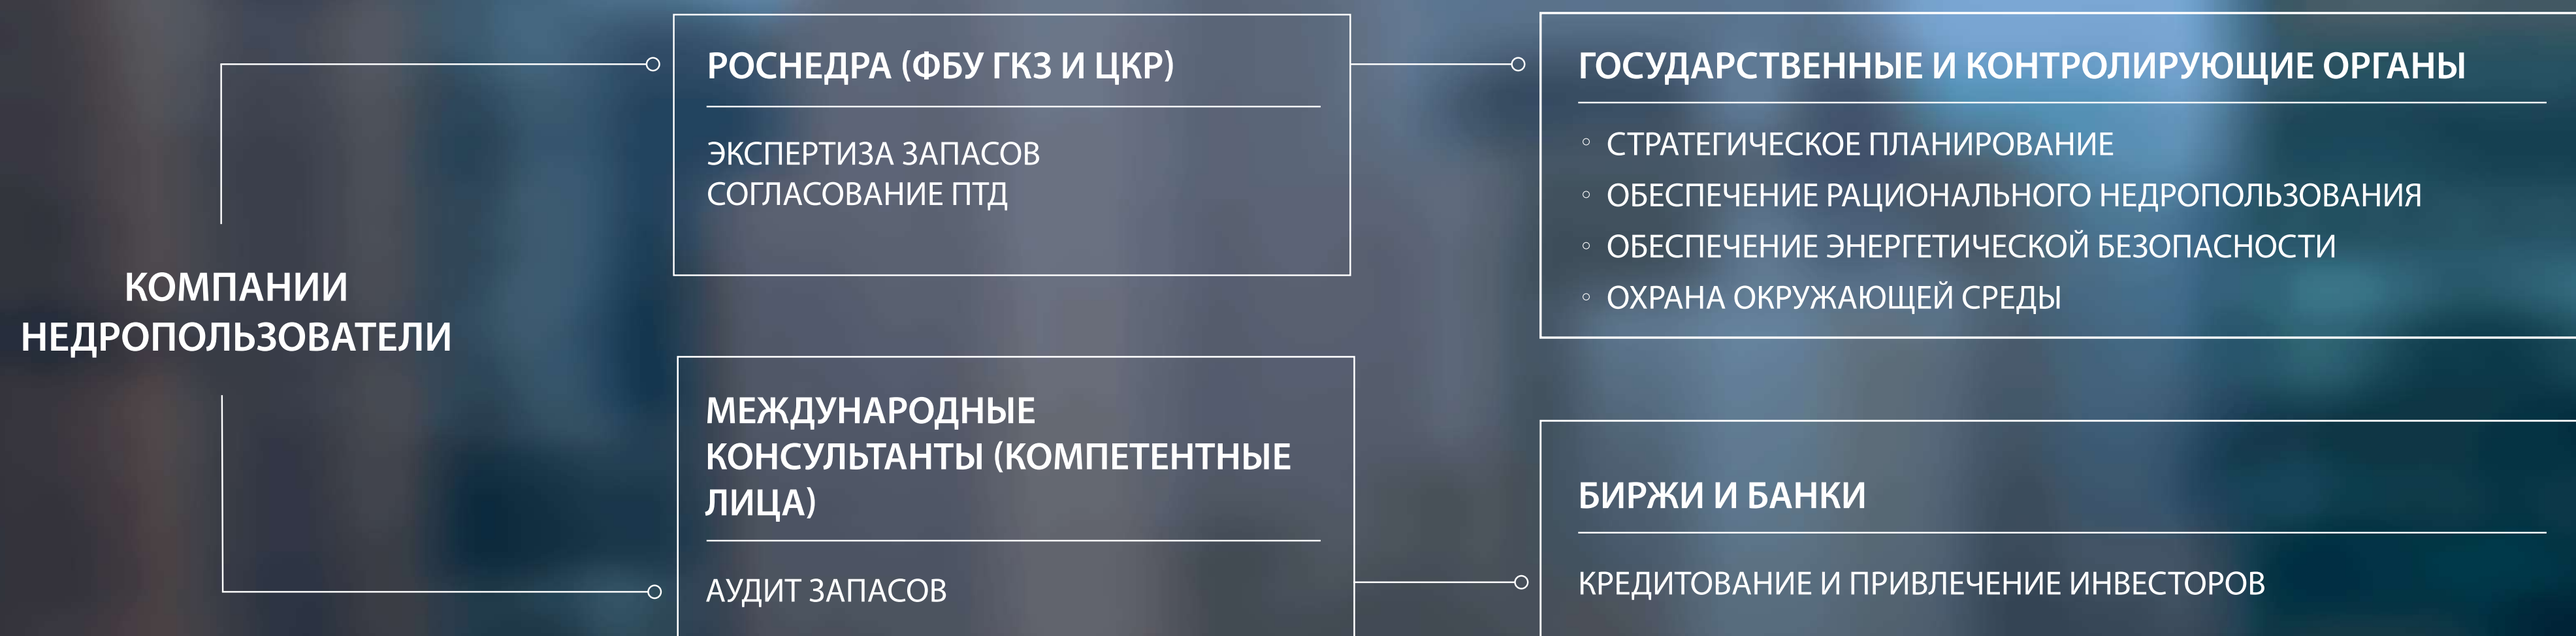 КОМПАНИИ
НЕДРОПОЛЬЗОВАТЕЛИ
РОСНЕДРА (ФБУ ГКЗ И ЦКР)
ЭКСПЕРТИЗА ЗАПАСОВ
СОГЛАСОВАНИЕ ПТД
ГОСУДАРСТВЕННЫЕ И КОНТРОЛИРУЮЩИЕ ОРГАНЫ
◦ СТРАТЕГИЧЕСКОЕ ПЛАНИРОВАНИЕ
◦ ОБЕСПЕЧЕНИЕ РАЦИОНАЛЬНОГО НЕДРОПОЛЬЗОВАНИЯ
◦ ОБЕСПЕЧЕНИЕ ЭНЕРГЕТИЧЕСКОЙ БЕЗОПАСНОСТИ
◦ ОХРАНА ОКРУЖАЮЩЕЙ СРЕДЫ
МЕЖДУНАРОДНЫЕ
КОНСУЛЬТАНТЫ (КОМПЕТЕНТНЫЕ
ЛИЦА)
АУДИТ ЗАПАСОВ
БИРЖИ И БАНКИ
КРЕДИТОВАНИЕ И ПРИВЛЕЧЕНИЕ ИНВЕСТОРОВ